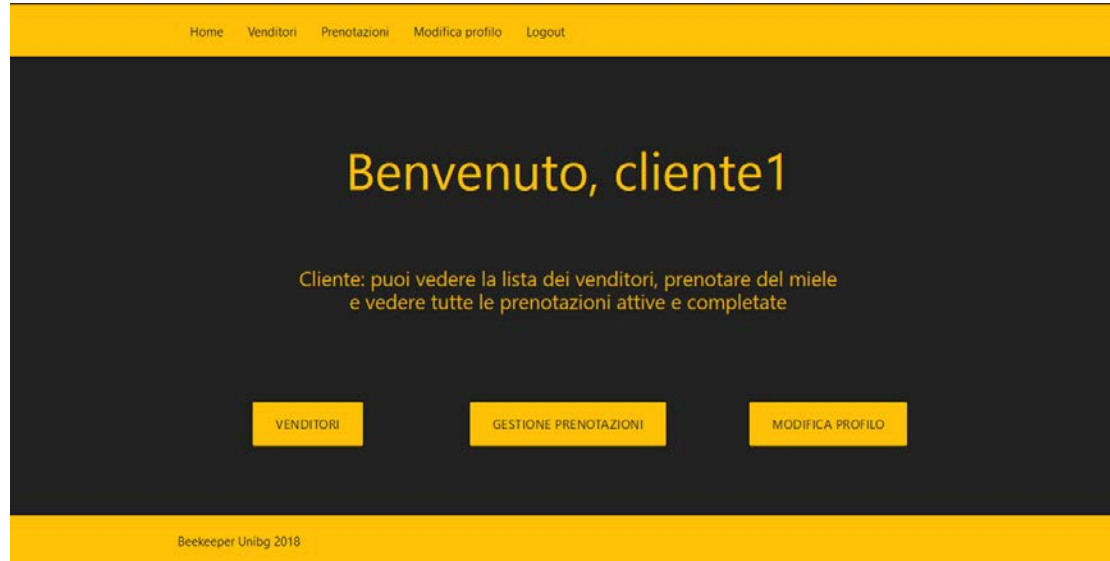 Home Venditori Prenotazioni Modifica profilo Logout
Benvenuto, cliente1
Cliente: puoi vedere la lista dei venditori, prenotare del miele
e vedere tutte le prenotazioni attive e completate
VENDITORI GESTIONE PRENOTAZIONI MODIFICA PROFILO
Beekeeper Unibg 2018